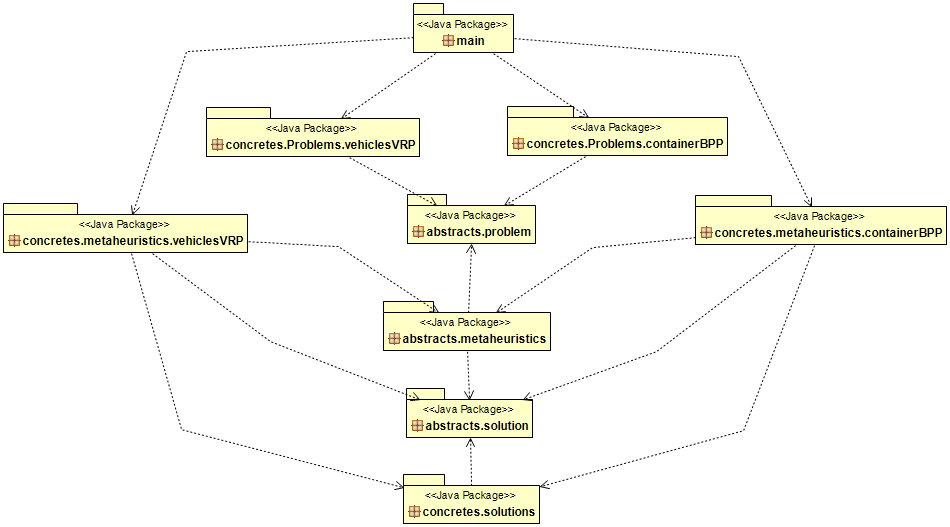 <<Java Package>>
main
<<Java Package>>
concretes.Problems.vehiclesVRP
<<Java Package>>
concretes.Problems.containerBPP
<<Java Package>>
abstracts.problem
<<Java Package>>
concretes.metaheuristics.vehiclesVRP
<<Java Package>>
concretes.metaheuristics.containerBPP
<<Java Package>>
abstracts.metaheuristics
<<Java Package>>
abstracts.solution
<<Java Package>>
concretes.solutions